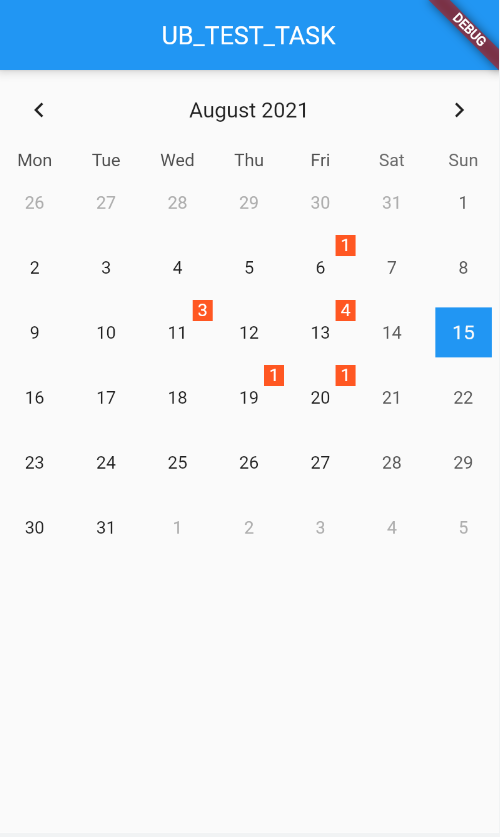 UB_TEST_TASK
DEBUG
August 2021
Mon Tue Wed Thu Fri Sat Sun
26 27 28 29 30 31 1
1
2 3 4 5 6 7 8
3 4
9 10 11 12 13 14 15
1 1
16 17 18 19 20 21 22
23 24 25 26 27 28 29
30 31 1 2 3 4 5